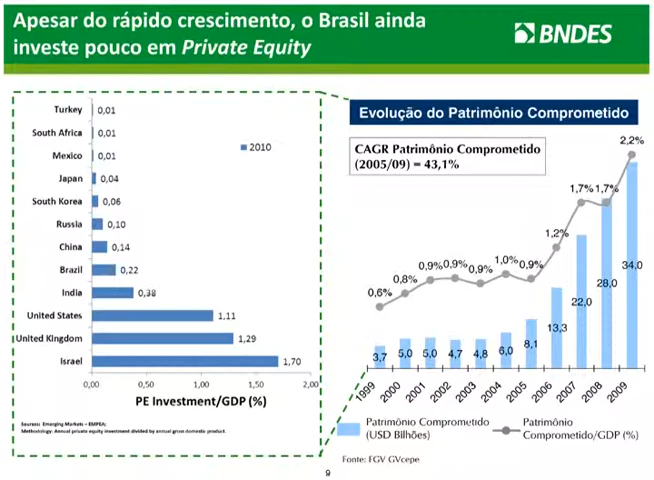 Apesar do rápido crescimento, o Brasil ainda
investe pouco em Private Equity
BNDES
Turkey 0,01
South Africa 0,01
Mexico 0,01
Japan 0,04
South Korea 0,06
Russia 0,10
China 0,14
Brazil 0,22
India 0,38
United States 1,11
United Kingdom 1,29
Israel 1,70
2010
0,00 0,50 1,00 1,50 2,00
PE Investment/GDP (%)
Sources: Emerging Markets – EMPEA;
Methodology: Annual private equity investment divided by annual gross domestic product.
Evolução do Patrimônio Comprometido
CAGR Patrimônio Comprometido
(2005/09) = 43,1%
0,6% 0,8% 0,9% 0,9% 0,9% 1,0% 0,9% 1,2% 1,7% 1,7% 2,2%
3,7 5,0 5,0 4,7 4,8 6,0 8,1 13,3 22,0 28,0 34,0
1999 2000 2001 2002 2003 2004 2005 2006 2007 2008 2009
Patrimônio Comprometido
(USD Bilhões)
Patrimônio
Comprometido/GDP (%)
Fonte: FGV GVcepe
9